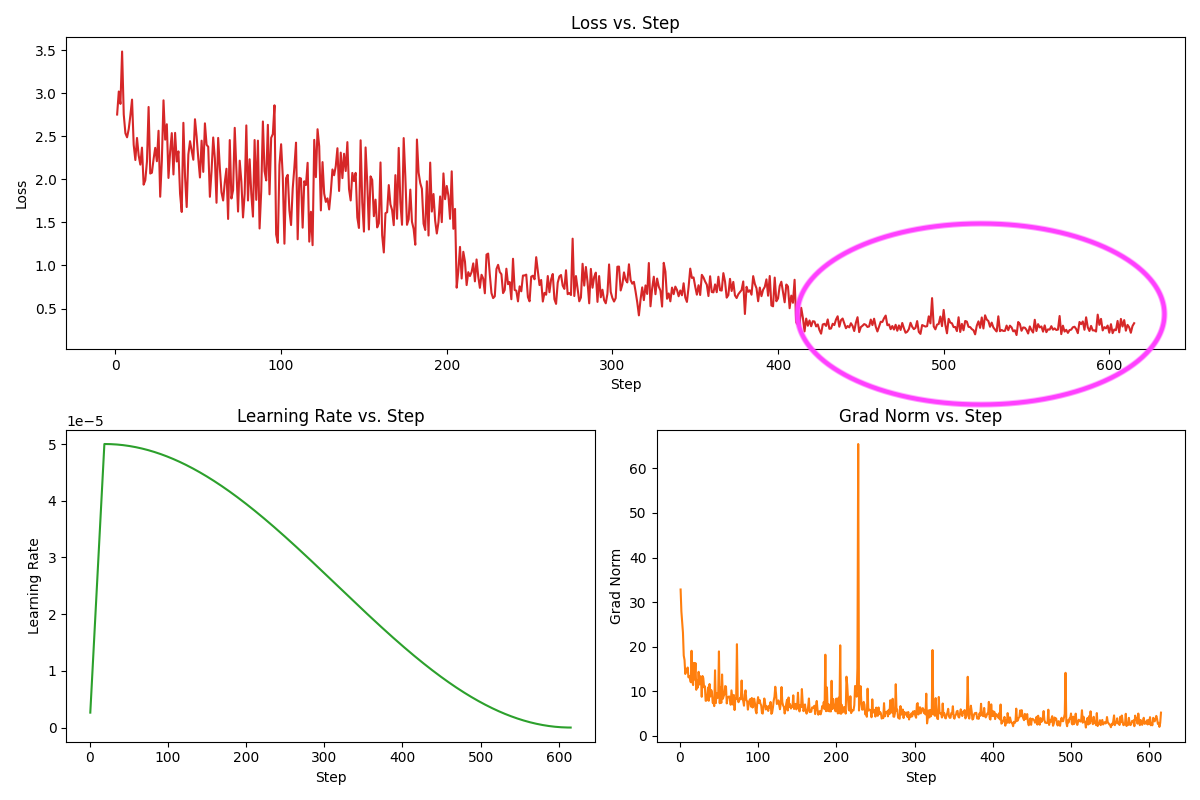 Loss vs. Step
3.5
3.0
2.5
2.0
1.5
1.0
0.5
Loss
0 100 200 300 400 500 600
Step
Learning Rate vs. Step
1e−5
5
4
3
2
1
0
Learning Rate
0 100 200 300 400 500 600
Step
Grad Norm vs. Step
60
50
40
30
20
10
0
Grad Norm
0 100 200 300 400 500 600
Step